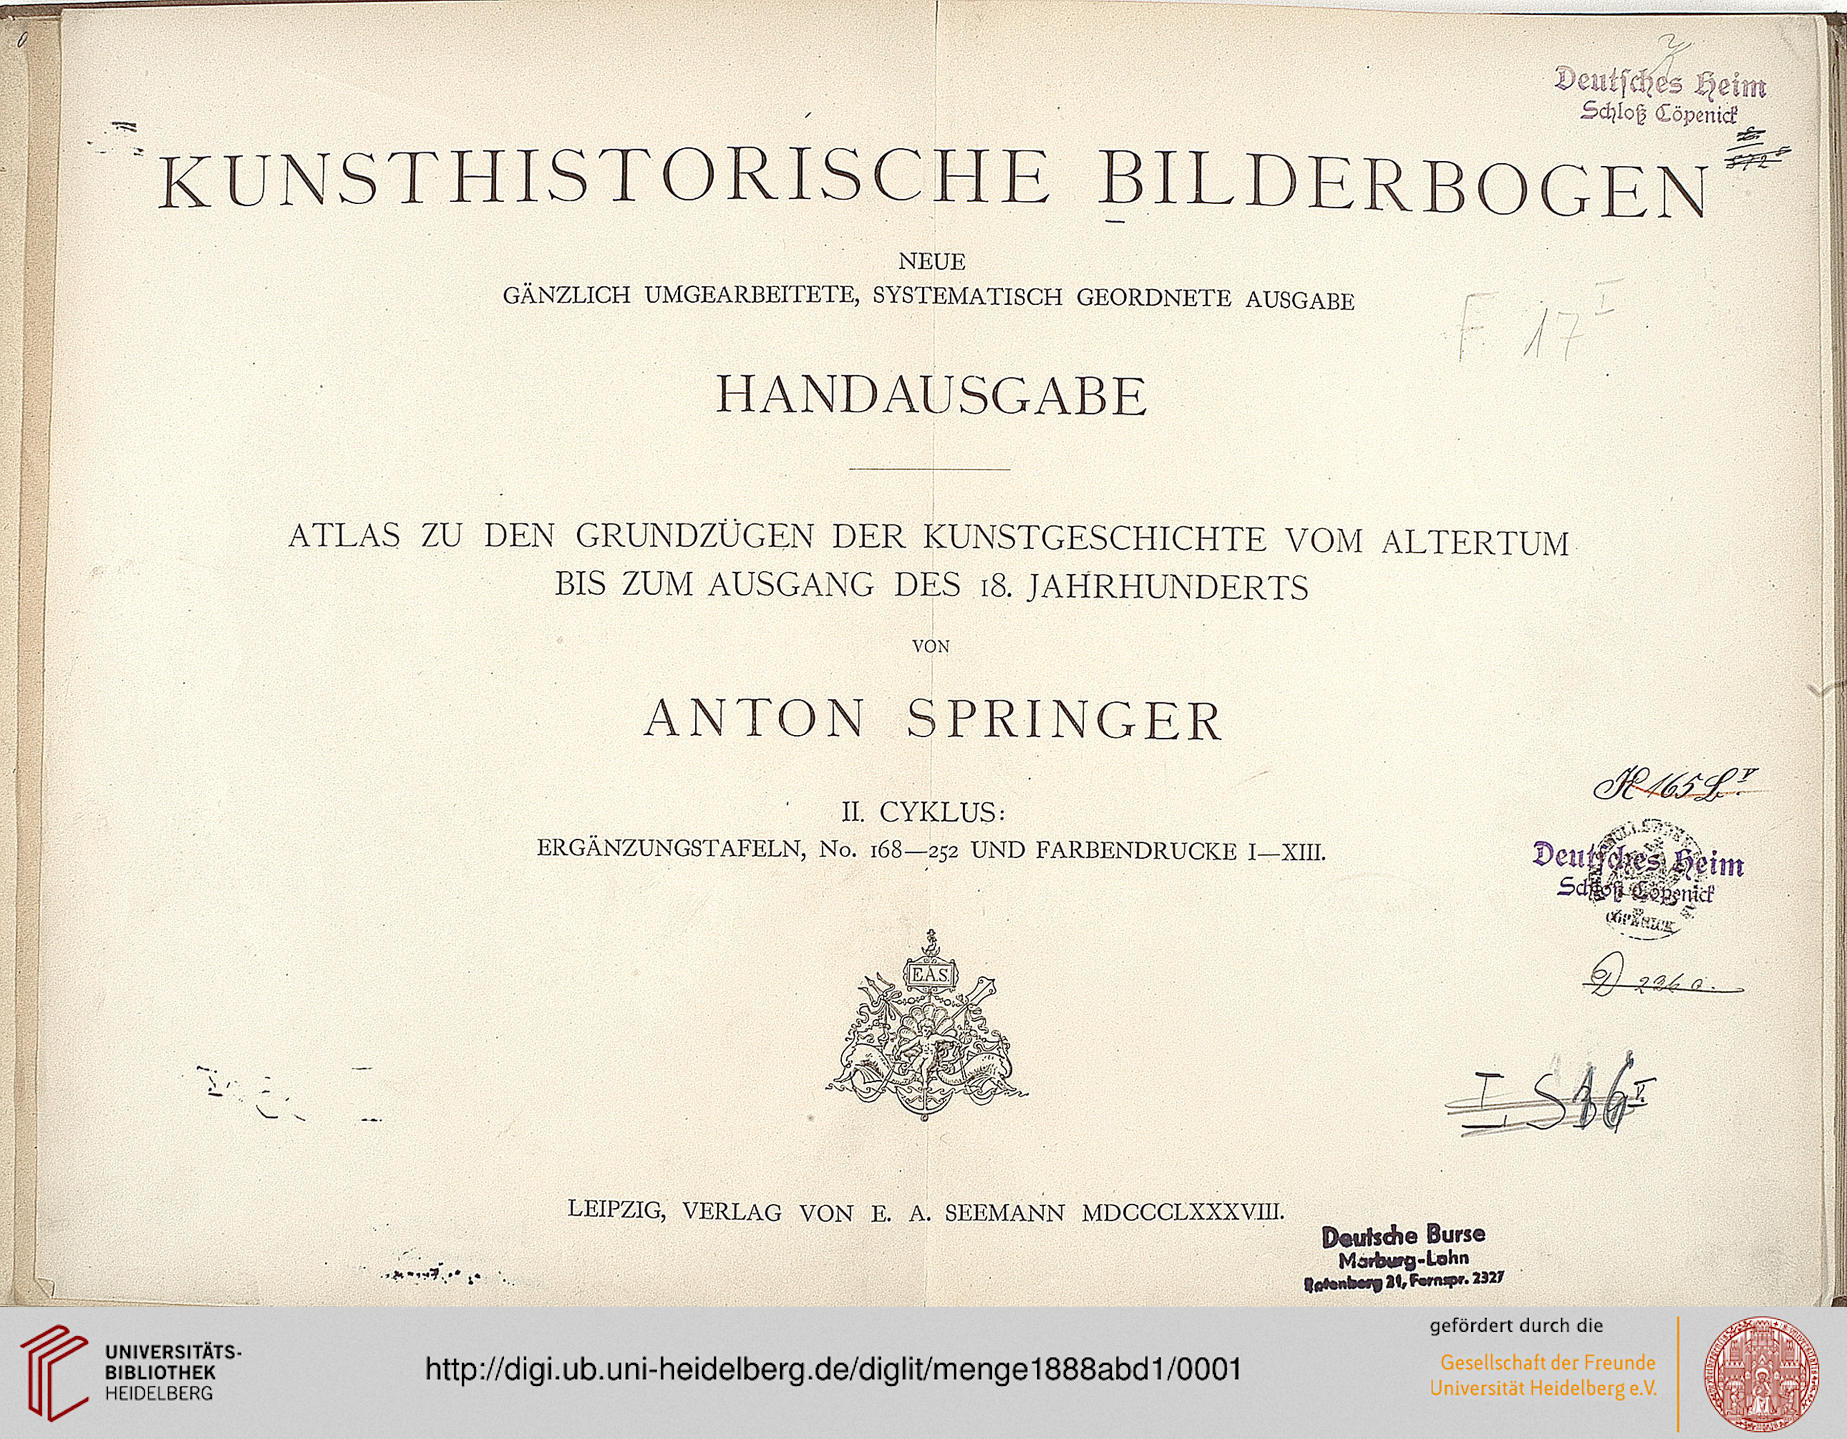 Deutsches Heim
Schloß Cöpenick
KUNSTHISTORISCHE BILDERBOGEN
NEUE
GÄNZLICH UMGEARBEITETE, SYSTEMATISCH GEORDNETE AUSGABE
F 17 I
HANDAUSGABE
ATLAS ZU DEN GRUNDZÜGEN DER KUNSTGESCHICHTE VOM ALTERTUM
BIS ZUM AUSGANG DES 18. JAHRHUNDERTS
VON
ANTON SPRINGER
II. CYKLUS:
ERGÄNZUNGSTAFELN, No. 168—252 UND FARBENDRUCKE I—XIII.
Deutsches Heim
Schloß Cöpenick
CÖPENICK
E.A.S.
LEIPZIG, VERLAG VON E. A. SEEMANN MDCCCLXXXVIII.
Deutsche Burse
Marburg-Lahn
Rotenberg 21, Fernspr. 2327
UNIVERSITÄTS-
BIBLIOTHEK
HEIDELBERG
http://digi.ub.uni-heidelberg.de/diglit/menge1888abd1/0001
gefördert durch die
Gesellschaft der Freunde
Universität Heidelberg e.V.